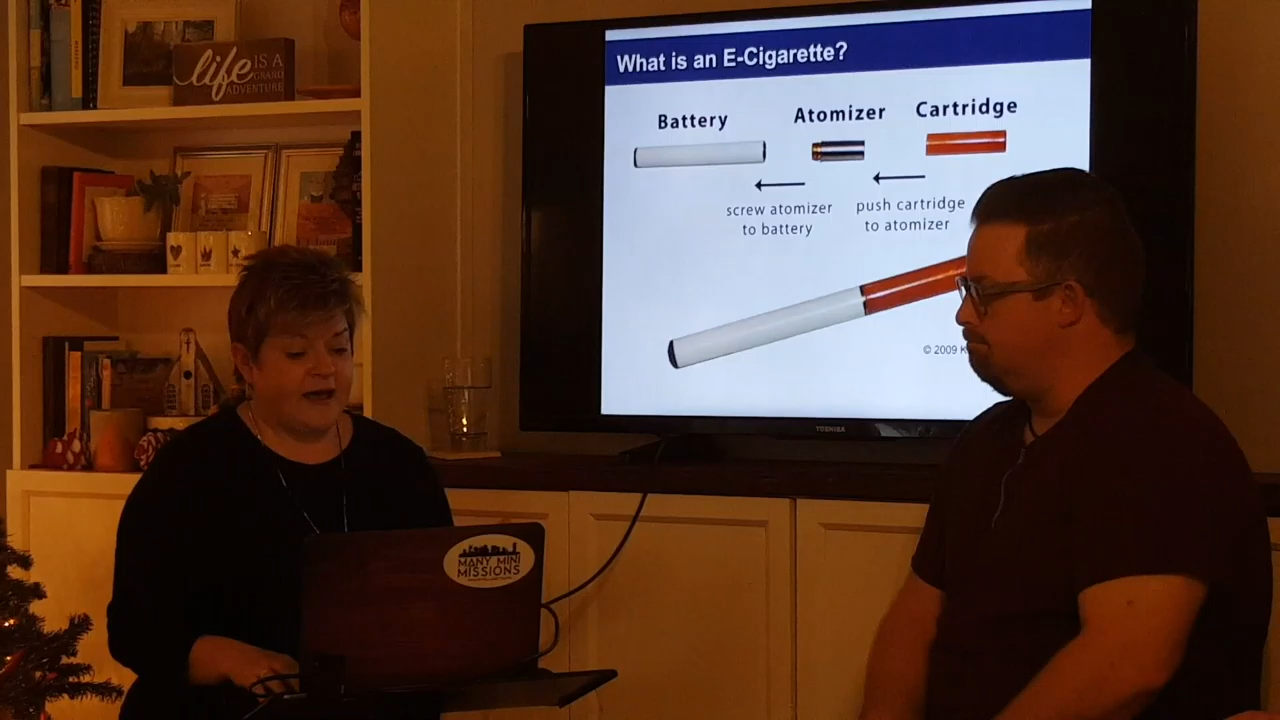 life IS A
GRAND
ADVENTURE
What is an E-Cigarette?
Battery
Atomizer
Cartridge
screw atomizer
to battery
push cartridge
to atomizer
© 2009
TOSHIBA
MANY MINI
MISSIONS